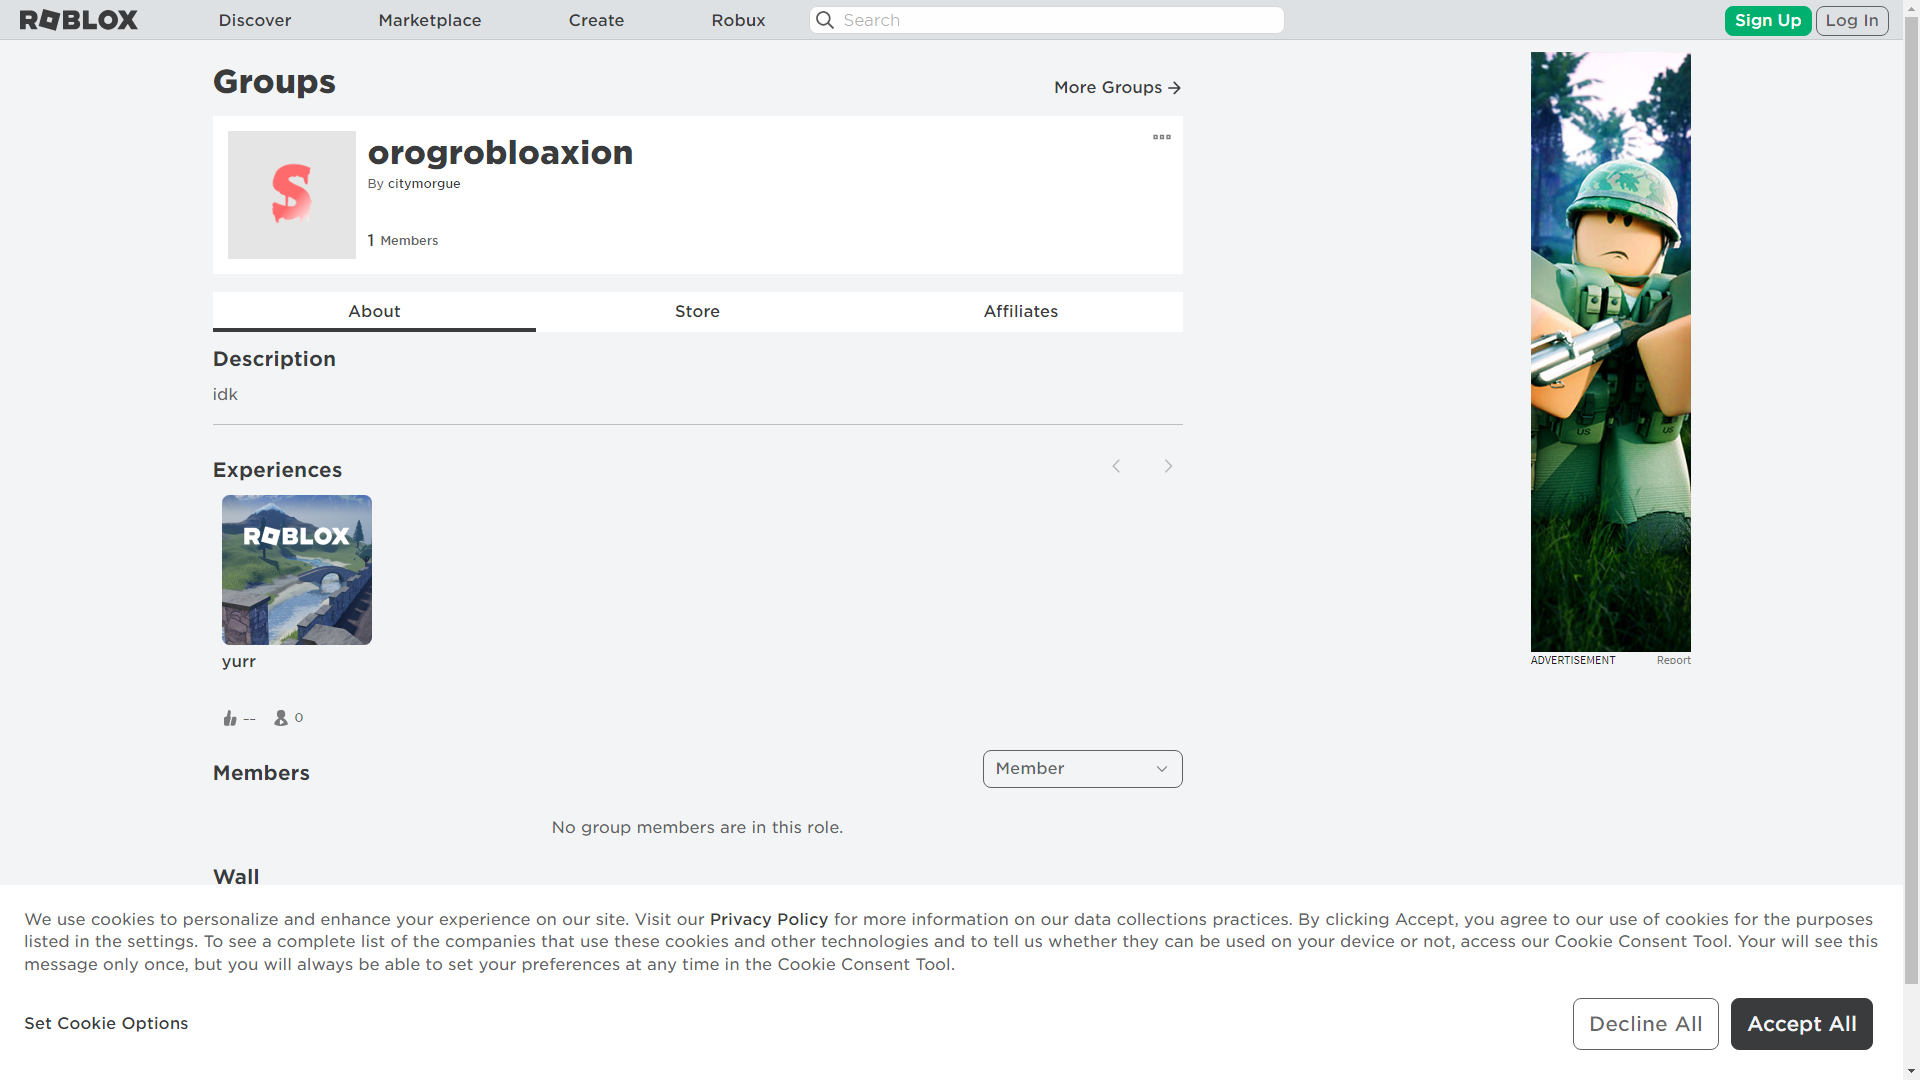 ROBLOX
Discover
Marketplace
Create
Robux
Search
Sign Up
Log In
Groups
More Groups
S
orogrobloaxion
By citymorgue
1 Members
About
Store
Affiliates
Description
idk
Experiences
ROBLOX
yurr
--
0
Members
Member
No group members are in this role.
Wall
US
US
ADVERTISEMENT
Report
We use cookies to personalize and enhance your experience on our site. Visit our Privacy Policy for more information on our data collections practices. By clicking Accept, you agree to our use of cookies for the purposes
listed in the settings. To see a complete list of the companies that use these cookies and other technologies and to tell us whether they can be used on your device or not, access our Cookie Consent Tool. Your will see this
message only once, but you will always be able to set your preferences at any time in the Cookie Consent Tool.
Set Cookie Options
Decline All
Accept All